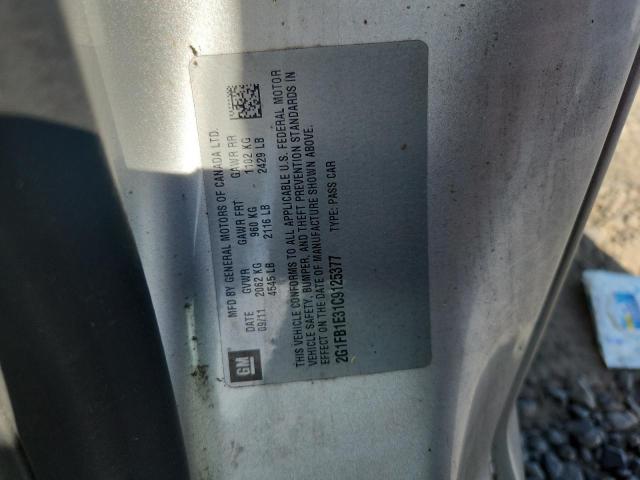 GM
MFD BY GENERAL MOTORS OF CANADA LTD.
DATE GVWR GAWR FRT GAWR RR
09/11 2062 KG 960 KG 1102 KG
4545 LB 2116 LB 2429 LB
THIS VEHICLE CONFORMS TO ALL APPLICABLE U.S. FEDERAL MOTOR
VEHICLE SAFETY, BUMPER, AND THEFT PREVENTION STANDARDS IN
EFFECT ON THE DATE OF MANUFACTURE SHOWN ABOVE.
2G1FB1E31C9125377 TYPE: PASS CAR